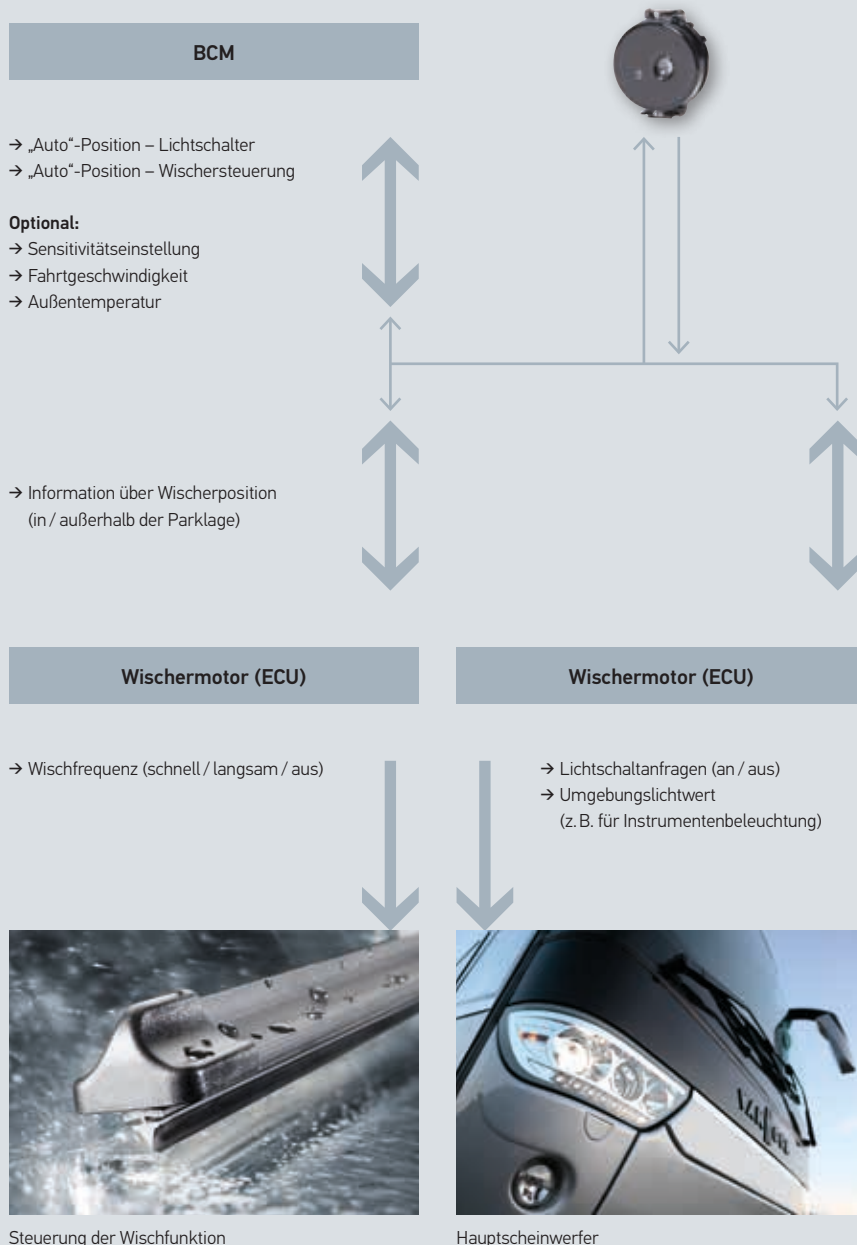 BCM
→ „Auto“-Position – Lichtschalter
→ „Auto“-Position – Wischersteuerung
Optional:
→ Sensitivitätseinstellung
→ Fahrtgeschwindigkeit
→ Außentemperatur
→ Information über Wischerposition
(in / außerhalb der Parklage)
Wischermotor (ECU)
Wischermotor (ECU)
→ Wischfrequenz (schnell / langsam / aus)
→ Lichtschaltanfragen (an / aus)
→ Umgebungslichtwert
(z. B. für Instrumentenbeleuchtung)
Steuerung der Wischfunktion
Hauptscheinwerfer